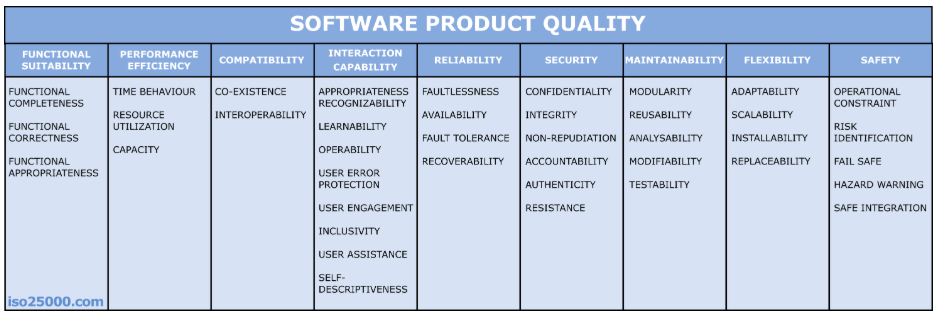 SOFTWARE PRODUCT QUALITY
FUNCTIONAL
SUITABILITY
PERFORMANCE
EFFICIENCY
COMPATIBILITY
INTERACTION
CAPABILITY
RELIABILITY
SECURITY
MAINTAINABILITY
FLEXIBILITY
SAFETY
FUNCTIONAL
COMPLETENESS
FUNCTIONAL
CORRECTNESS
FUNCTIONAL
APPROPRIATENESS
TIME BEHAVIOUR
RESOURCE
UTILIZATION
CAPACITY
CO-EXISTENCE
INTEROPERABILITY
APPROPRIATENESS
RECOGNIZABILITY
LEARNABILITY
OPERABILITY
USER ERROR
PROTECTION
USER ENGAGEMENT
INCLUSIVITY
USER ASSISTANCE
SELF-
DESCRIPTIVENESS
FAULTLESSNESS
AVAILABILITY
FAULT TOLERANCE
RECOVERABILITY
CONFIDENTIALITY
INTEGRITY
NON-REPUDIATION
ACCOUNTABILITY
AUTHENTICITY
RESISTANCE
MODULARITY
REUSABILITY
ANALYSABILITY
MODIFIABILITY
TESTABILITY
ADAPTABILITY
SCALABILITY
INSTALLABILITY
REPLACEABILITY
OPERATIONAL
CONSTRAINT
RISK
IDENTIFICATION
FAIL SAFE
HAZARD WARNING
SAFE INTEGRATION
iso25000.com